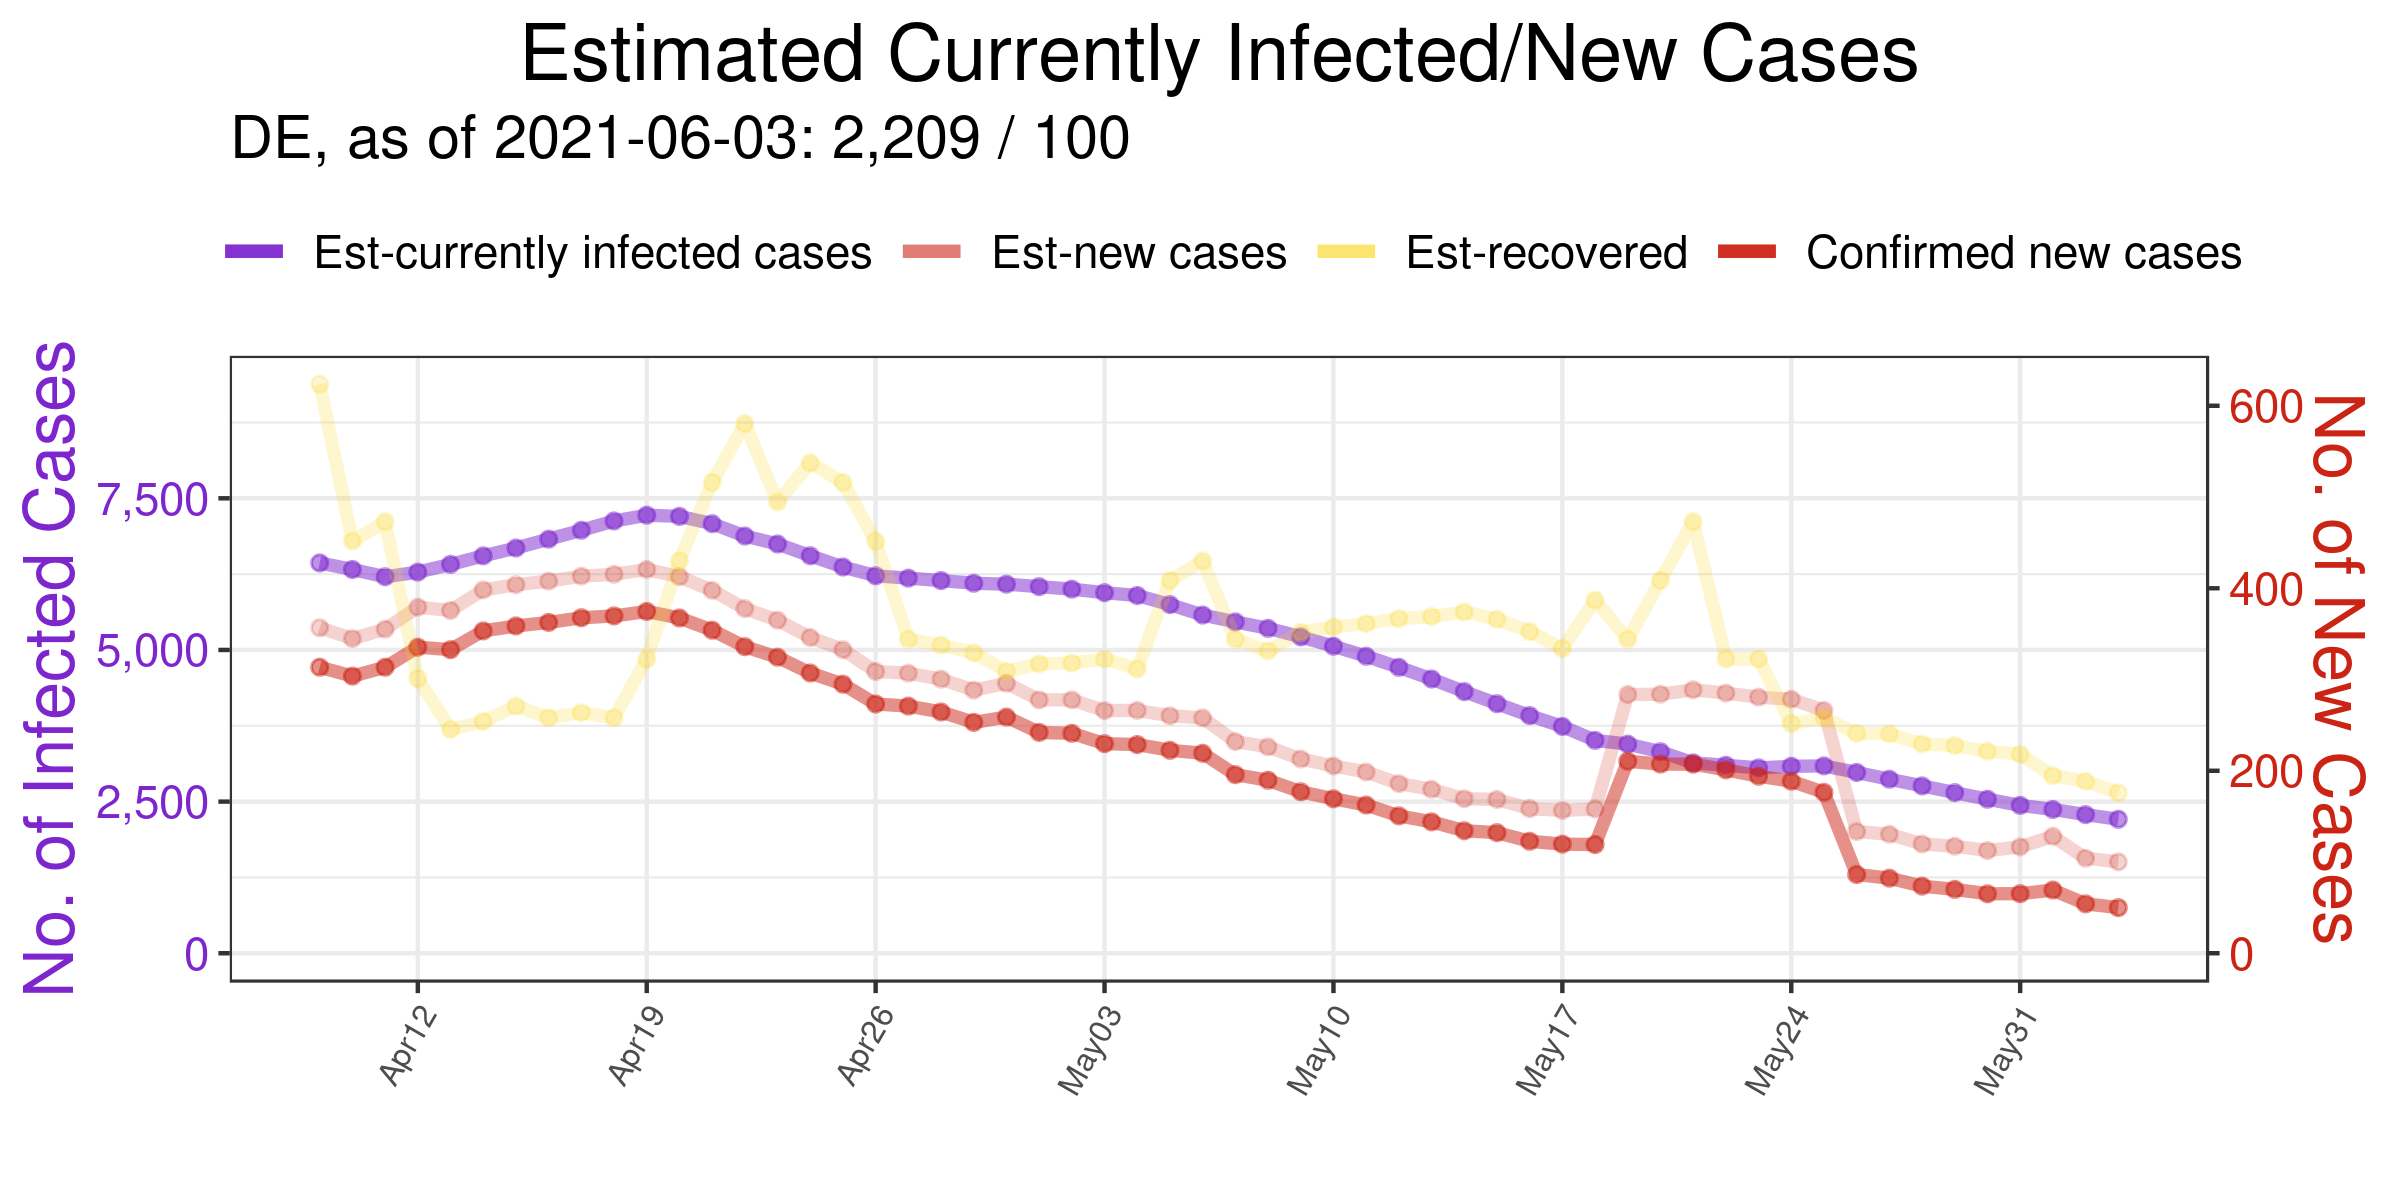 Estimated Currently Infected/New Cases
DE, as of 2021-06-03: 2,209 / 100
Est-currently infected cases Est-new cases Est-recovered Confirmed new cases
No. of Infected Cases
7,500
5,000
2,500
0
600
400
200
0
No. of New Cases
Apr12 Apr19 Apr26 May03 May10 May17 May24 May31